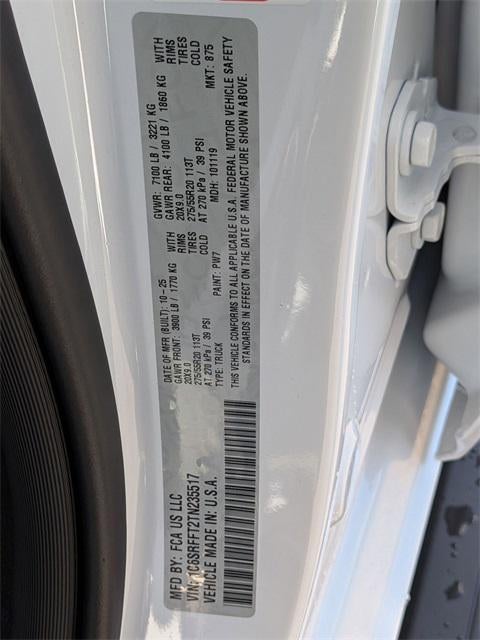 MFD BY: FCA US LLC
DATE OF MFR (BUILT): 10-25
GVWR: 7100 LB / 3221 KG
GAWR FRONT: 3900 LB / 1770 KG WITH
20X9.0 RIMS
275/55R20 113T TIRES
AT 270 kPa / 39 PSI COLD
GAWR REAR: 4100 LB / 1860 KG WITH
20X9.0 RIMS
275/55R20 113T TIRES
AT 270 kPa / 39 PSI COLD
TYPE: TRUCK PAINT: PW7 MDH: 101119 MKT: 875
VIN: 1C6SRFFT2TN235517
VEHICLE MADE IN: U.S.A.
THIS VEHICLE CONFORMS TO ALL APPLICABLE U.S.A. FEDERAL MOTOR VEHICLE SAFETY
STANDARDS IN EFFECT ON THE DATE OF MANUFACTURE SHOWN ABOVE.